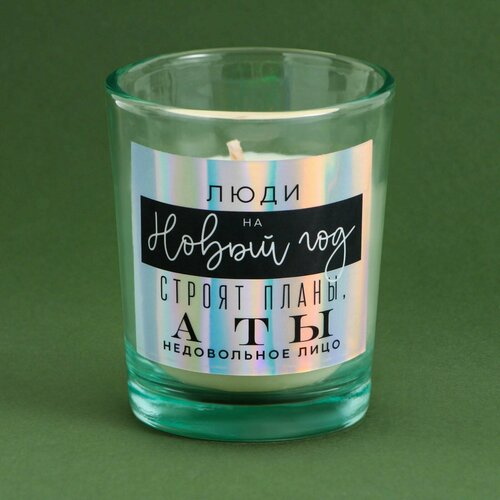 ЛЮДИ
НА
Новый год
СТРОЯТ ПЛАНЫ,
А ТЫ
НЕДОВОЛЬНОЕ ЛИЦО